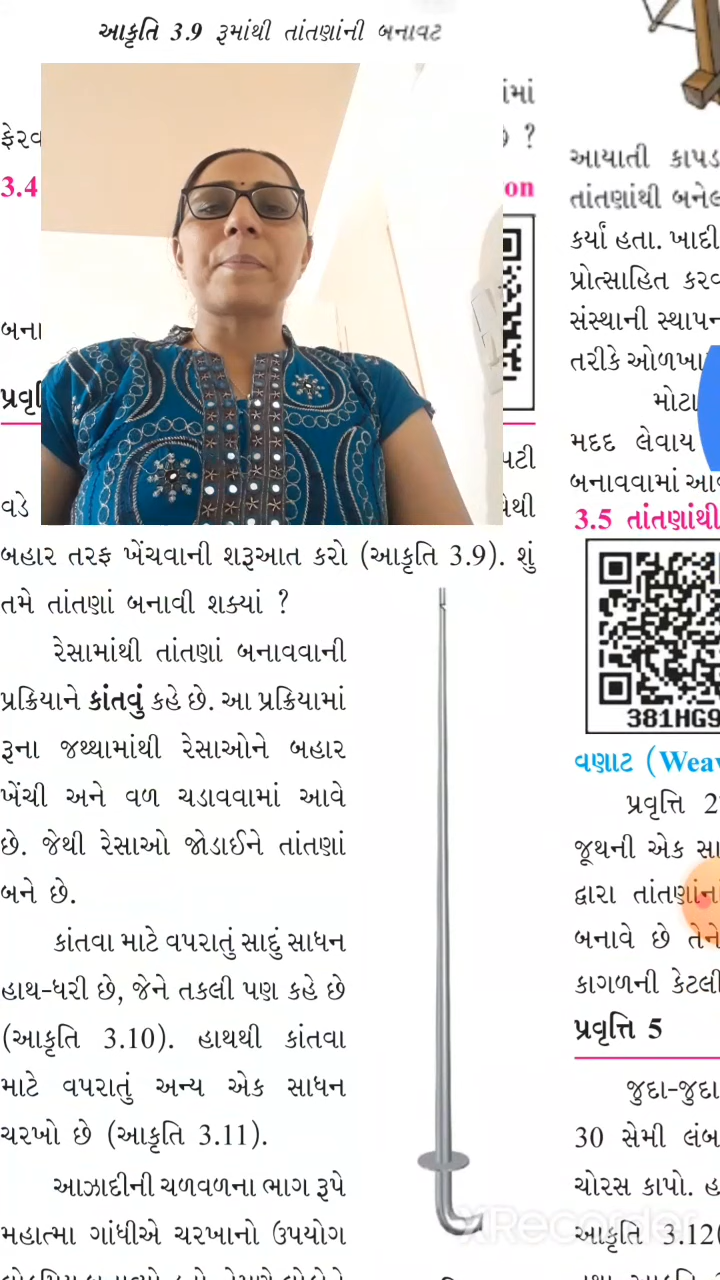 આકૃતિ 3.9 રૂમાંથી તાંતણાંની બનાવટ
3.4
on
પ્રવૃ
વડે
બહાર તરફ ખેંચવાની શરૂઆત કરો (આકૃતિ 3.9). શું
તમે તાંતણાં બનાવી શક્યાં ?
રેસામાંથી તાંતણાં બનાવવાની
પ્રક્રિયાને કાંતવું કહે છે. આ પ્રક્રિયામાં
રૂના જથ્થામાંથી રેસાઓને બહાર
ખેંચી અને વળ ચડાવવામાં આવે
છે. જેથી રેસાઓ જોડાઈને તાંતણાં
બને છે.
કાંતવા માટે વપરાતું સાદું સાધન
હાથ-ધરી છે, જેને તકલી પણ કહે છે
(આકૃતિ 3.10). હાથથી કાંતવા
માટે વપરાતું અન્ય એક સાધન
ચરખો છે (આકૃતિ 3.11).
આઝાદીની ચળવળના ભાગ રૂપે
મહાત્મા ગાંધીએ ચરખાનો ઉપયોગ
આયાતી કાપડ
તાંતણાંથી બનેલ
કર્યાં હતા. ખાદી
પ્રોત્સાહિત કરવ
સંસ્થાની સ્થાપન
તરીકે ઓળખા
મોટા
મદદ લેવાય
બનાવવામાં આવ
3.5 તાંતણાંથી
381HG9
વણાટ (Weav
પ્રવૃત્તિ 2
જૂથની એક સા
દ્વારા તાંતણાંન
બનાવે છે તેને
કાગળની કેટલી
પ્રવૃત્તિ 5
જુદા-જુદા
30 સેમી લંબ
ચોરસ કાપો. હ
આકૃતિ 3.12(
XRecorder